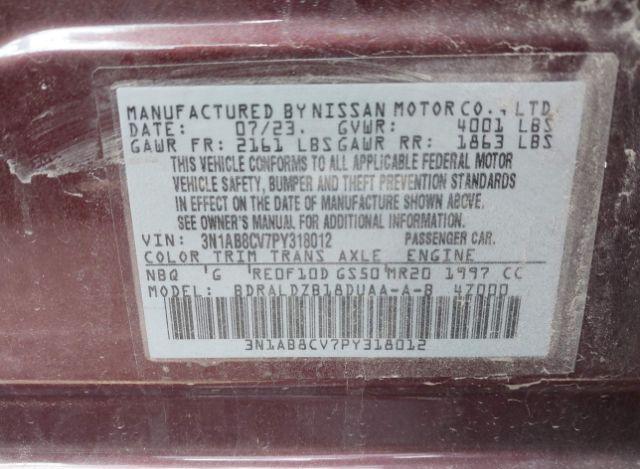 MANUFACTURED BY NISSAN MOTOR CO., LTD.
DATE: 07/23. GVWR: 4001 LBS
GAWR FR: 2161 LBS GAWR RR: 1863 LBS
THIS VEHICLE CONFORMS TO ALL APPLICABLE FEDERAL MOTOR
VEHICLE SAFETY, BUMPER AND THEFT PREVENTION STANDARDS
IN EFFECT ON THE DATE OF MANUFACTURE SHOWN ABOVE.
SEE OWNER'S MANUAL FOR ADDITIONAL INFORMATION.
VIN: 3N1AB8CV7PY318012 PASSENGER CAR.
COLOR TRIM TRANS AXLE ENGINE
NBQ G RE0F10D GS50 MR20 1997 CC
MODEL: BDRALDZB18DUAA-A-B 47000
3N1AB8CV7PY318012